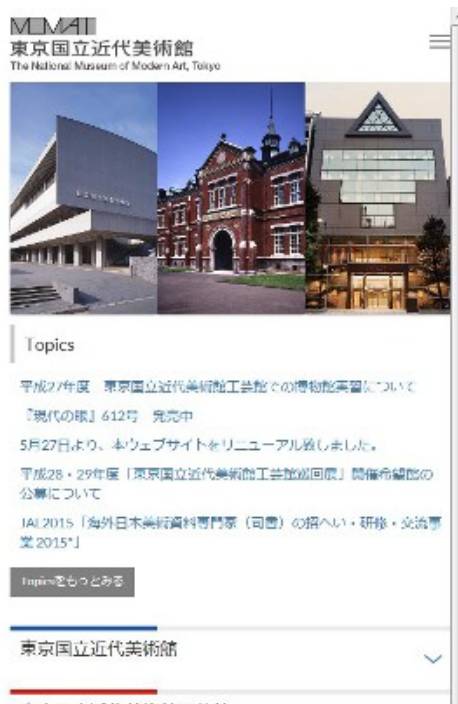 MOMAT
東京国立近代美術館
The National Museum of Modern Art, Tokyo
Topics
平成27年度 東京国立近代美術館工芸館での博物館実習について
『現代の眼』612号 発売中
5月27日より、本ウェブサイトをリニューアル致しました。
平成28・29年度「東京国立近代美術館工芸館巡回展」開催希望館の
公募について
JAL2015「海外日本美術資料専門家（司書）の招へい・研修・交流事
業 2015"」
Topicsをもっとみる
東京国立近代美術館